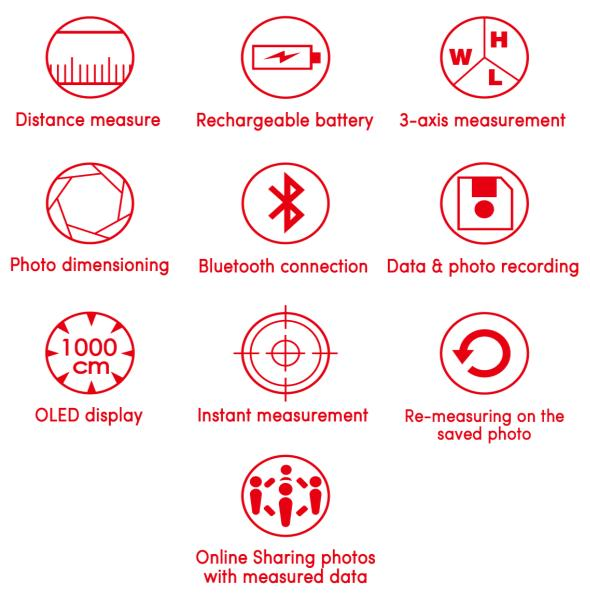 H
W
L
Distance measure
Rechargeable battery
3-axis measurement
Photo dimensioning
Bluetooth connection
Data & photo recording
1000
cm
OLED display
Instant measurement
Re-measuring on the
saved photo
Online Sharing photos
with measured data